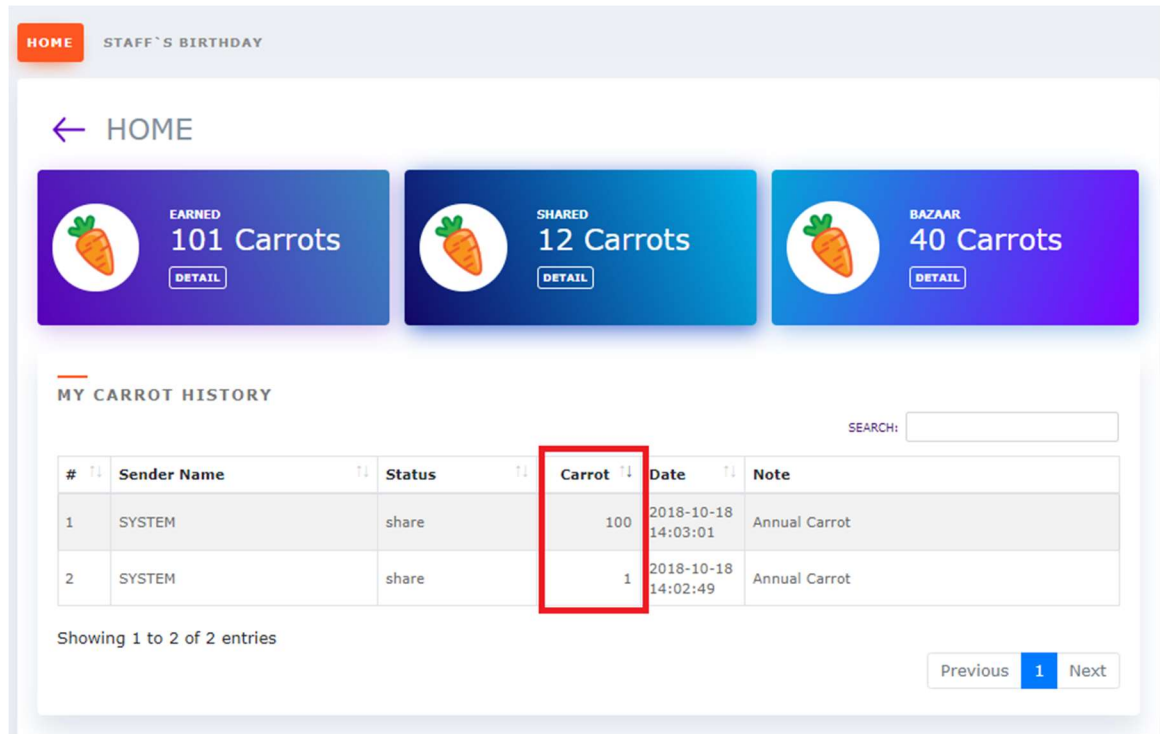 HOME STAFF`S BIRTHDAY
HOME
EARNED
101 Carrots
DETAIL
SHARED
12 Carrots
DETAIL
BAZAAR
40 Carrots
DETAIL
MY CARROT HISTORY
SEARCH:
# Sender Name Status Carrot Date Note
1 SYSTEM share 100 2018-10-18 14:03:01 Annual Carrot
2 SYSTEM share 1 2018-10-18 14:02:49 Annual Carrot
Showing 1 to 2 of 2 entries
Previous 1 Next